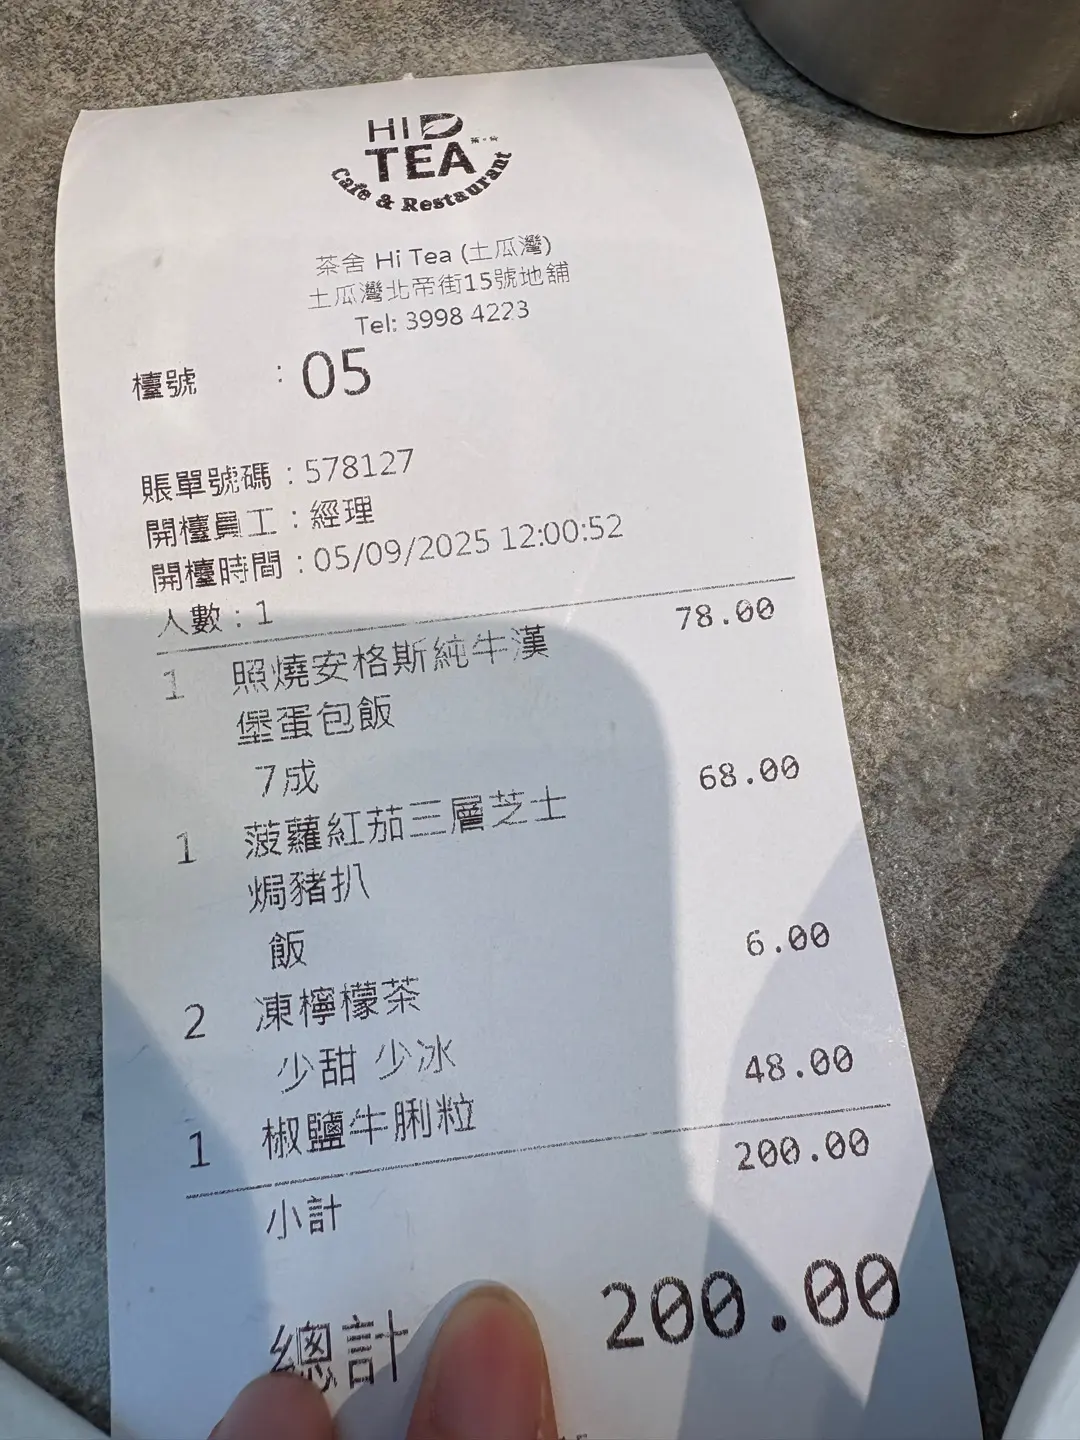 HI
TEA
Cafe & Restaurant
茶舍 Hi Tea (土瓜灣)
土瓜灣北帝街15號地舖
Tel: 3998 4223
檯號 : 05
賬單號碼 : 578127
開檯員工 : 經理
開檯時間 : 05/09/2025 12:00:52
人數 : 1
1 照燒安格斯純牛漢 78.00
堡蛋包飯
7成
1 菠蘿紅茄三層芝士 68.00
焗豬扒
飯
2 凍檸檬茶 6.00
少甜 少冰
1 椒鹽牛脷粒 48.00
小計 200.00
總計 200.00